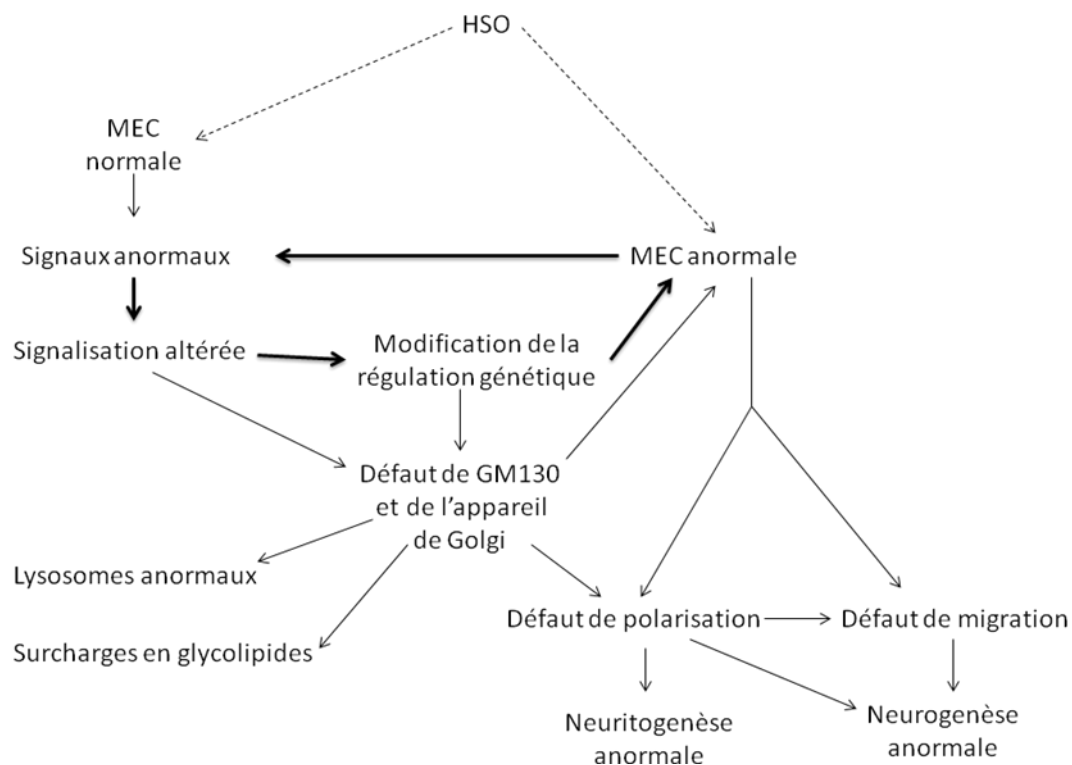 HSO
MEC
normale
Signaux anormaux
MEC anormale
Signalisation altérée
Modification de la
régulation génétique
Défaut de GM130
et de l’appareil
de Golgi
Lysosomes anormaux
Surcharges en glycolipides
Défaut de polarisation
Défaut de migration
Neuritogenèse
anormale
Neurogenèse
anormale